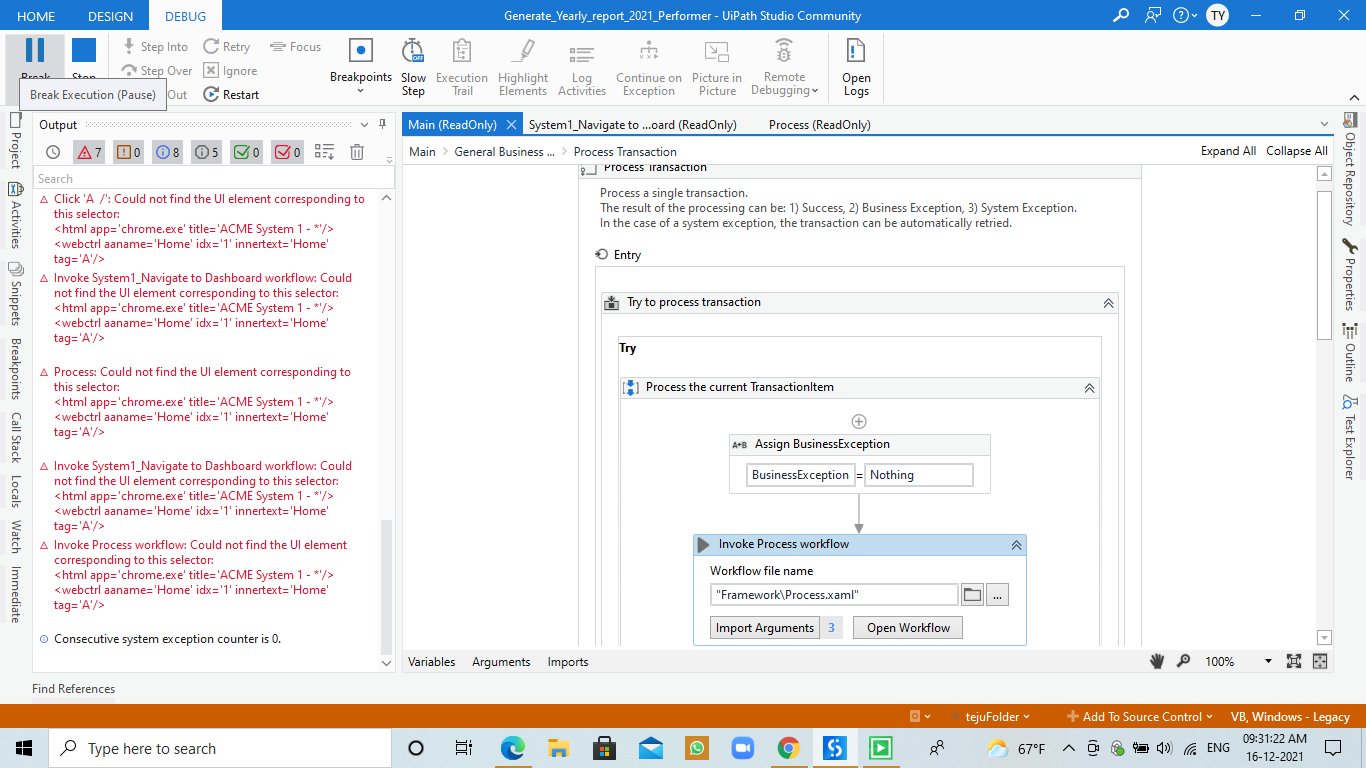 HOME DESIGN DEBUG Generate_Yearly_report_2021_Performer - UiPath Studio Community TY
Break Stop Step Into Retry Focus
Step Over Ignore
Out Restart
Breakpoints Slow Step Execution Trail Highlight Elements Log Activities Continue on Exception Picture in Picture Remote Debugging Open Logs
Break Execution (Pause)
Project
Activities
Snippets
Breakpoints
Call Stack
Locals
Watch
Immediate
Output
7 0 8 5 0 0
Search
Click 'A /': Could not find the UI element corresponding to
this selector:
<html app='chrome.exe' title='ACME System 1 - *'/>
<webctrl aaname='Home' idx='1' innertext='Home'
tag='A'/>
Invoke System1_Navigate to Dashboard workflow: Could
not find the UI element corresponding to this selector:
<html app='chrome.exe' title='ACME System 1 - *'/>
<webctrl aaname='Home' idx='1' innertext='Home'
tag='A'/>
Process: Could not find the UI element corresponding to
this selector:
<html app='chrome.exe' title='ACME System 1 - *'/>
<webctrl aaname='Home' idx='1' innertext='Home'
tag='A'/>
Invoke System1_Navigate to Dashboard workflow: Could
not find the UI element corresponding to this selector:
<html app='chrome.exe' title='ACME System 1 - *'/>
<webctrl aaname='Home' idx='1' innertext='Home'
tag='A'/>
Invoke Process workflow: Could not find the UI element
corresponding to this selector:
<html app='chrome.exe' title='ACME System 1 - *'/>
<webctrl aaname='Home' idx='1' innertext='Home'
tag='A'/>
Consecutive system exception counter is 0.
Find References
Main (ReadOnly) System1_Navigate to ...oard (ReadOnly) Process (ReadOnly)
Main General Business ... Process Transaction Expand All Collapse All
Process Transaction
Process a single transaction.
The result of the processing can be: 1) Success, 2) Business Exception, 3) System Exception.
In the case of a system exception, the transaction can be automatically retried.
Entry
Try to process transaction
Try
Process the current TransactionItem
A+B Assign BusinessException
BusinessException = Nothing
Invoke Process workflow
Workflow file name
"Framework\Process.xaml" ...
Import Arguments 3 Open Workflow
Variables Arguments Imports 100%
Object Repository
Properties
Outline
Test Explorer
tejuFolder Add To Source Control VB, Windows - Legacy
Type here to search 67°F ENG 09:31:22 AM
16-12-2021